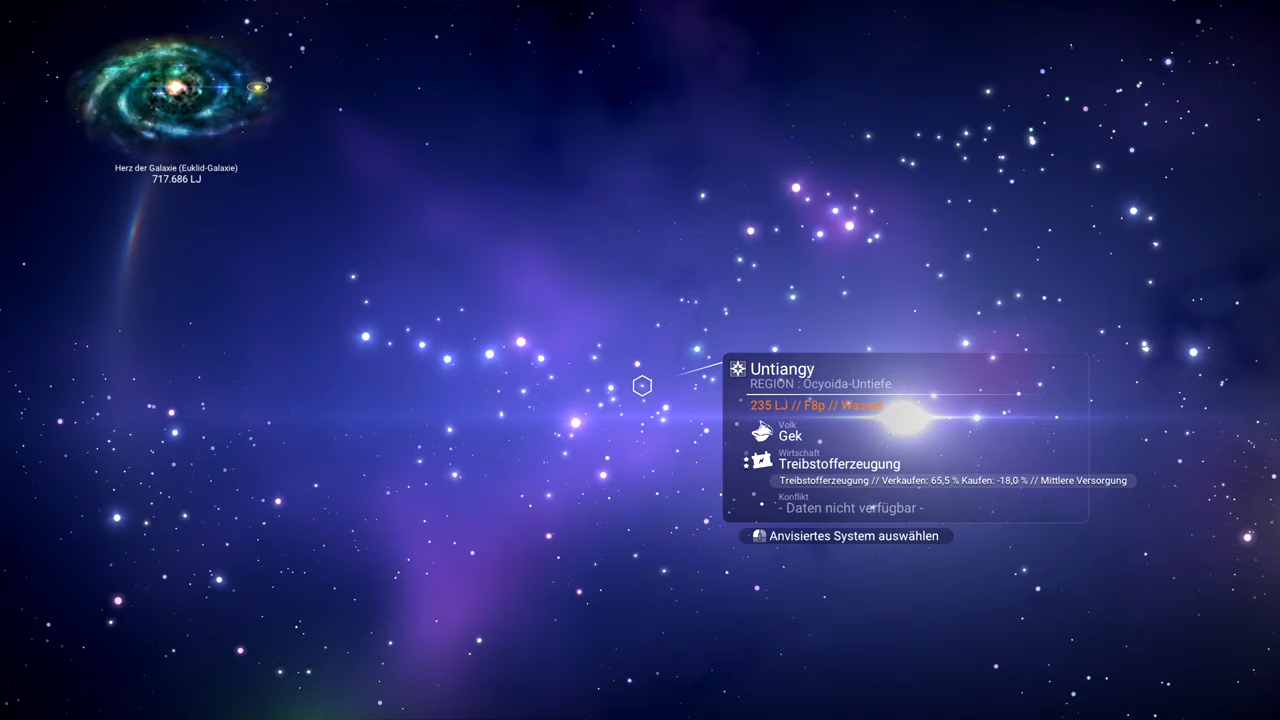 Herz der Galaxie (Euklid-Galaxie)
717.686 LJ
Untiangy
REGION : Ocyoida-Untiefe
235 LJ // F8p // Wasser
Volk
Gek
Wirtschaft
Treibstofferzeugung
Treibstofferzeugung // Verkaufen: 65,5 % Kaufen: -18,0 % // Mittlere Versorgung
Konflikt
- Daten nicht verfügbar -
Anvisiertes System auswählen